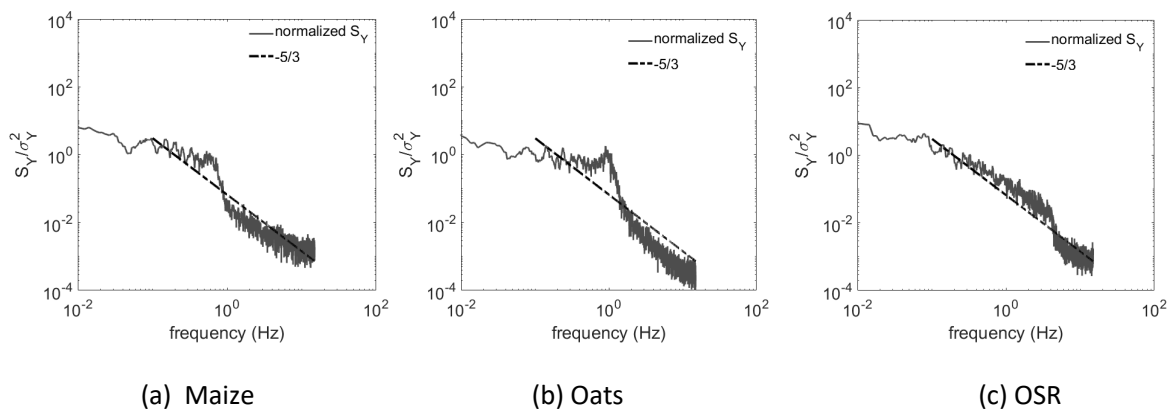 10^4
10^2
10^0
10^-2
10^-4
S_Y/σ_Y^2
normalized S_Y
-5/3
10^-2
10^0
10^2
frequency (Hz)
(a) Maize
10^4
10^2
10^0
10^-2
10^-4
S_Y/σ_Y^2
normalized S_Y
-5/3
10^-2
10^0
10^2
frequency (Hz)
(b) Oats
10^4
10^2
10^0
10^-2
10^-4
S_Y/σ_Y^2
normalized S_Y
-5/3
10^-2
10^0
10^2
frequency (Hz)
(c) OSR